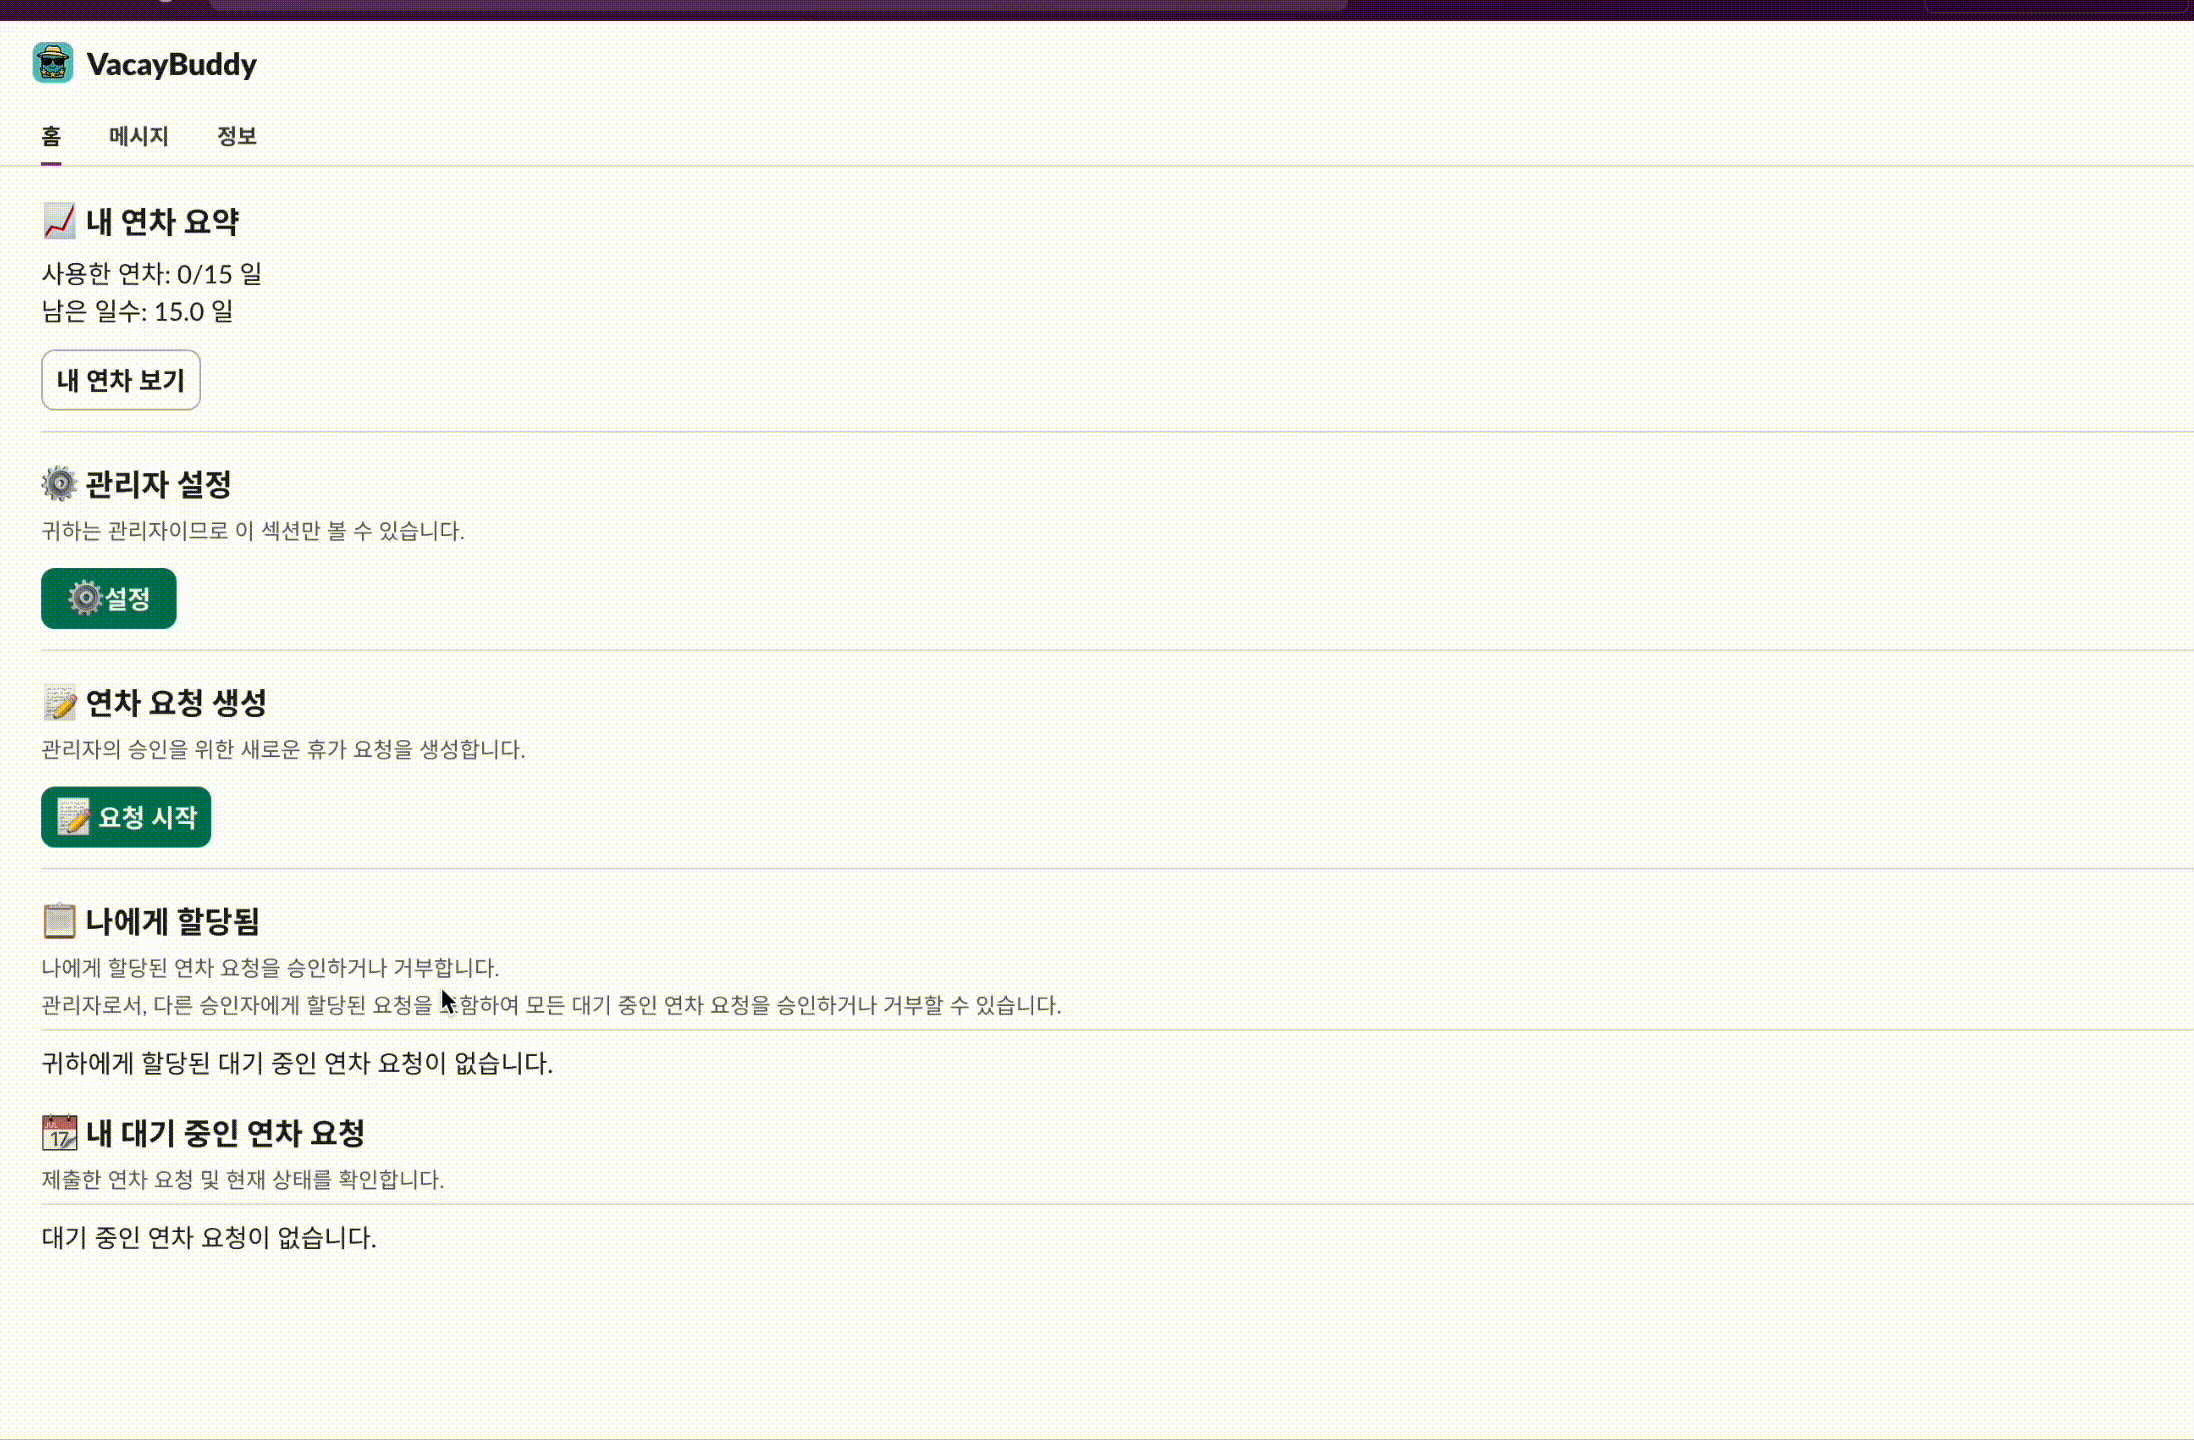 VacayBuddy
홈 메시지 정보
내 연차 요약
사용한 연차: 0/15 일
남은 일수: 15.0 일
내 연차 보기
관리자 설정
귀하는 관리자이므로 이 섹션만 볼 수 있습니다.
설정
연차 요청 생성
관리자의 승인을 위한 새로운 휴가 요청을 생성합니다.
요청 시작
나에게 할당됨
나에게 할당된 연차 요청을 승인하거나 거부합니다.
관리자로서, 다른 승인자에게 할당된 요청을 포함하여 모든 대기 중인 연차 요청을 승인하거나 거부할 수 있습니다.
귀하에게 할당된 대기 중인 연차 요청이 없습니다.
JUL
17
내 대기 중인 연차 요청
제출한 연차 요청 및 현재 상태를 확인합니다.
대기 중인 연차 요청이 없습니다.